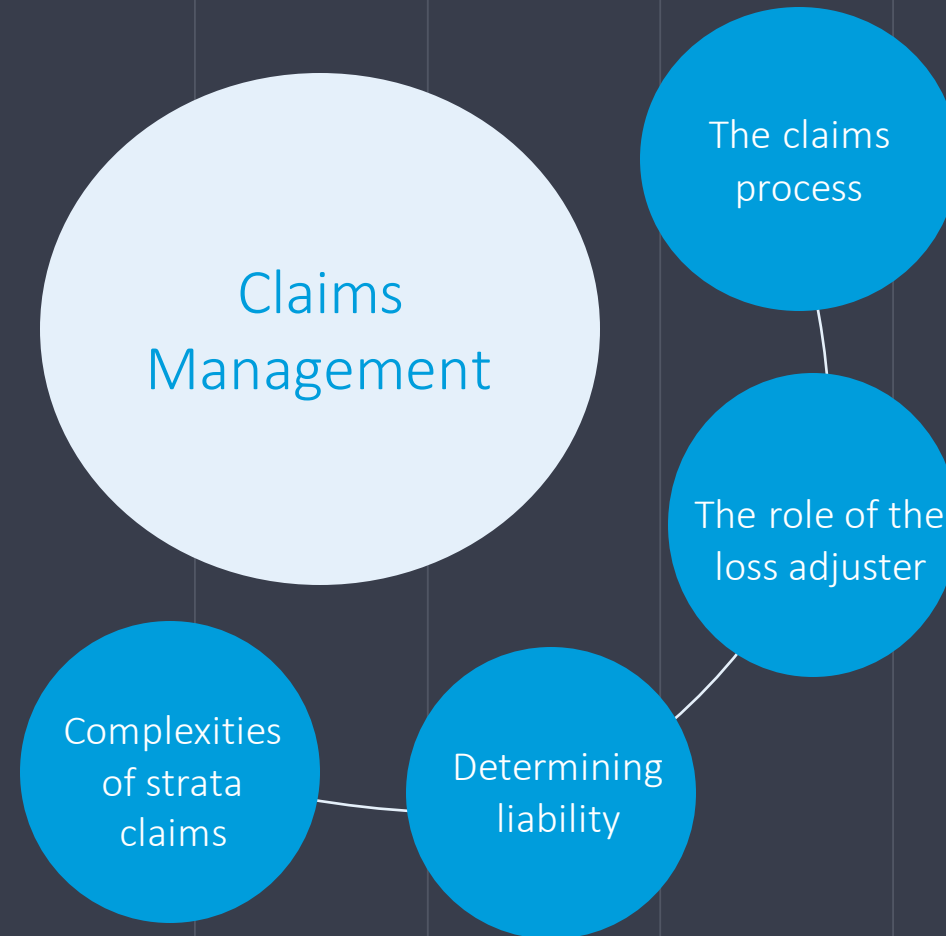 Claims
Management
The claims
process
The role of the
loss adjuster
Determining
liability
Complexities
of strata
claims